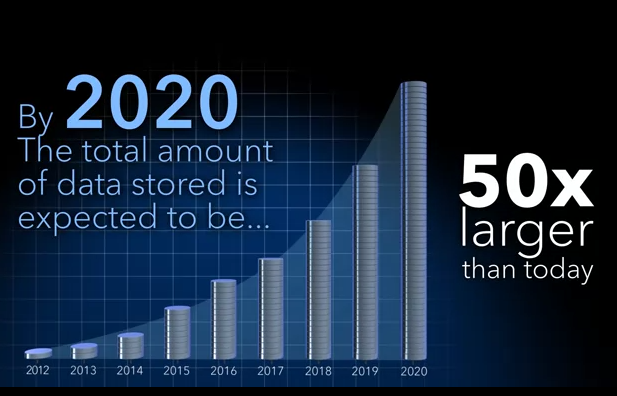 By 2020
The total amount
of data stored is
expected to be...
50x
larger
than today
2012 2013 2014 2015 2016 2017 2018 2019 2020